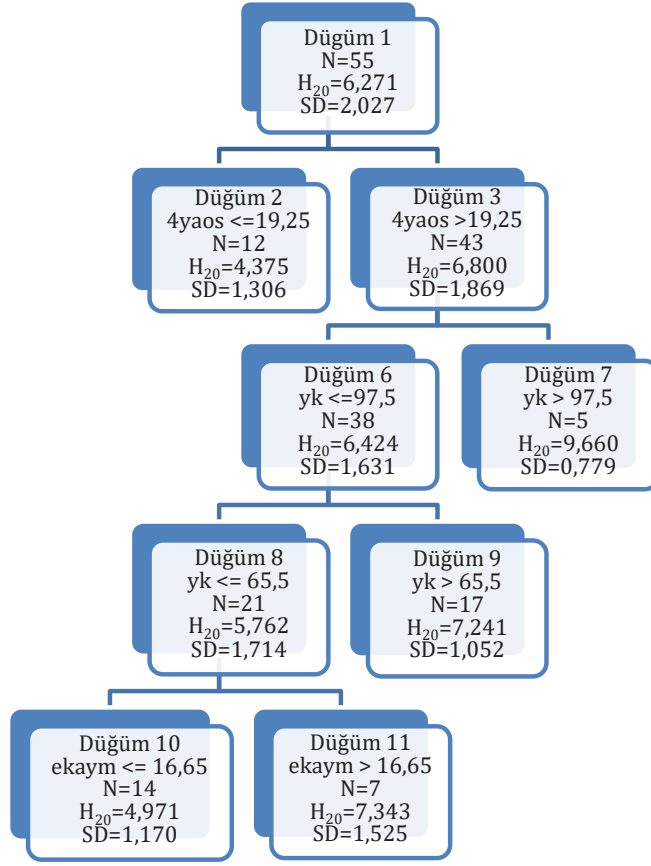 Dügüm 1
N=55
H₂₀=6,271
SD=2,027
Düğüm 2
4yaos <=19,25
N=12
H₂₀=4,375
SD=1,306
Düğüm 3
4yaos >19,25
N=43
H₂₀=6,800
SD=1,869
Düğüm 6
yk <=97,5
N=38
H₂₀=6,424
SD=1,631
Düğüm 7
yk > 97,5
N=5
H₂₀=9,660
SD=0,779
Düğüm 8
yk <= 65,5
N=21
H₂₀=5,762
SD=1,714
Düğüm 9
yk > 65,5
N=17
H₂₀=7,241
SD=1,052
Düğüm 10
ekaym <= 16,65
N=14
H₂₀=4,971
SD=1,170
Düğüm 11
ekaym > 16,65
N=7
H₂₀=7,343
SD=1,525